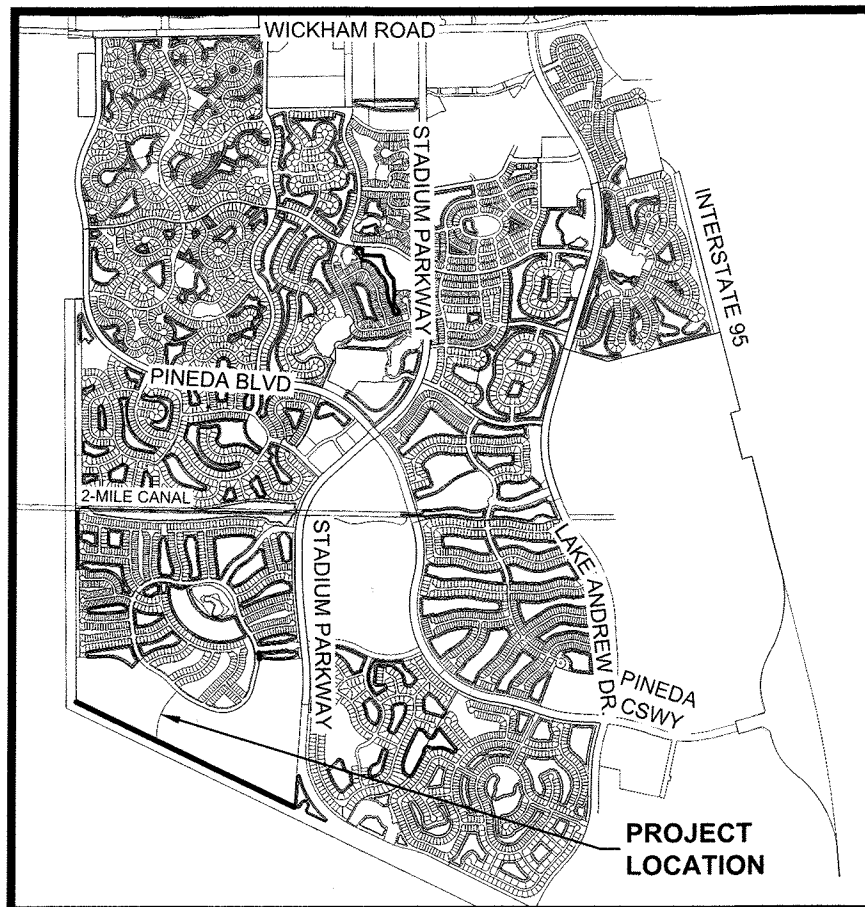 WICKHAM ROAD
STADIUM PARKWAY
INTERSTATE 95
PINEDA BLVD
2-MILE CANAL
STADIUM PARKWAY
LAKE ANDREW DR.
PINEDA
CSWY
PROJECT
LOCATION